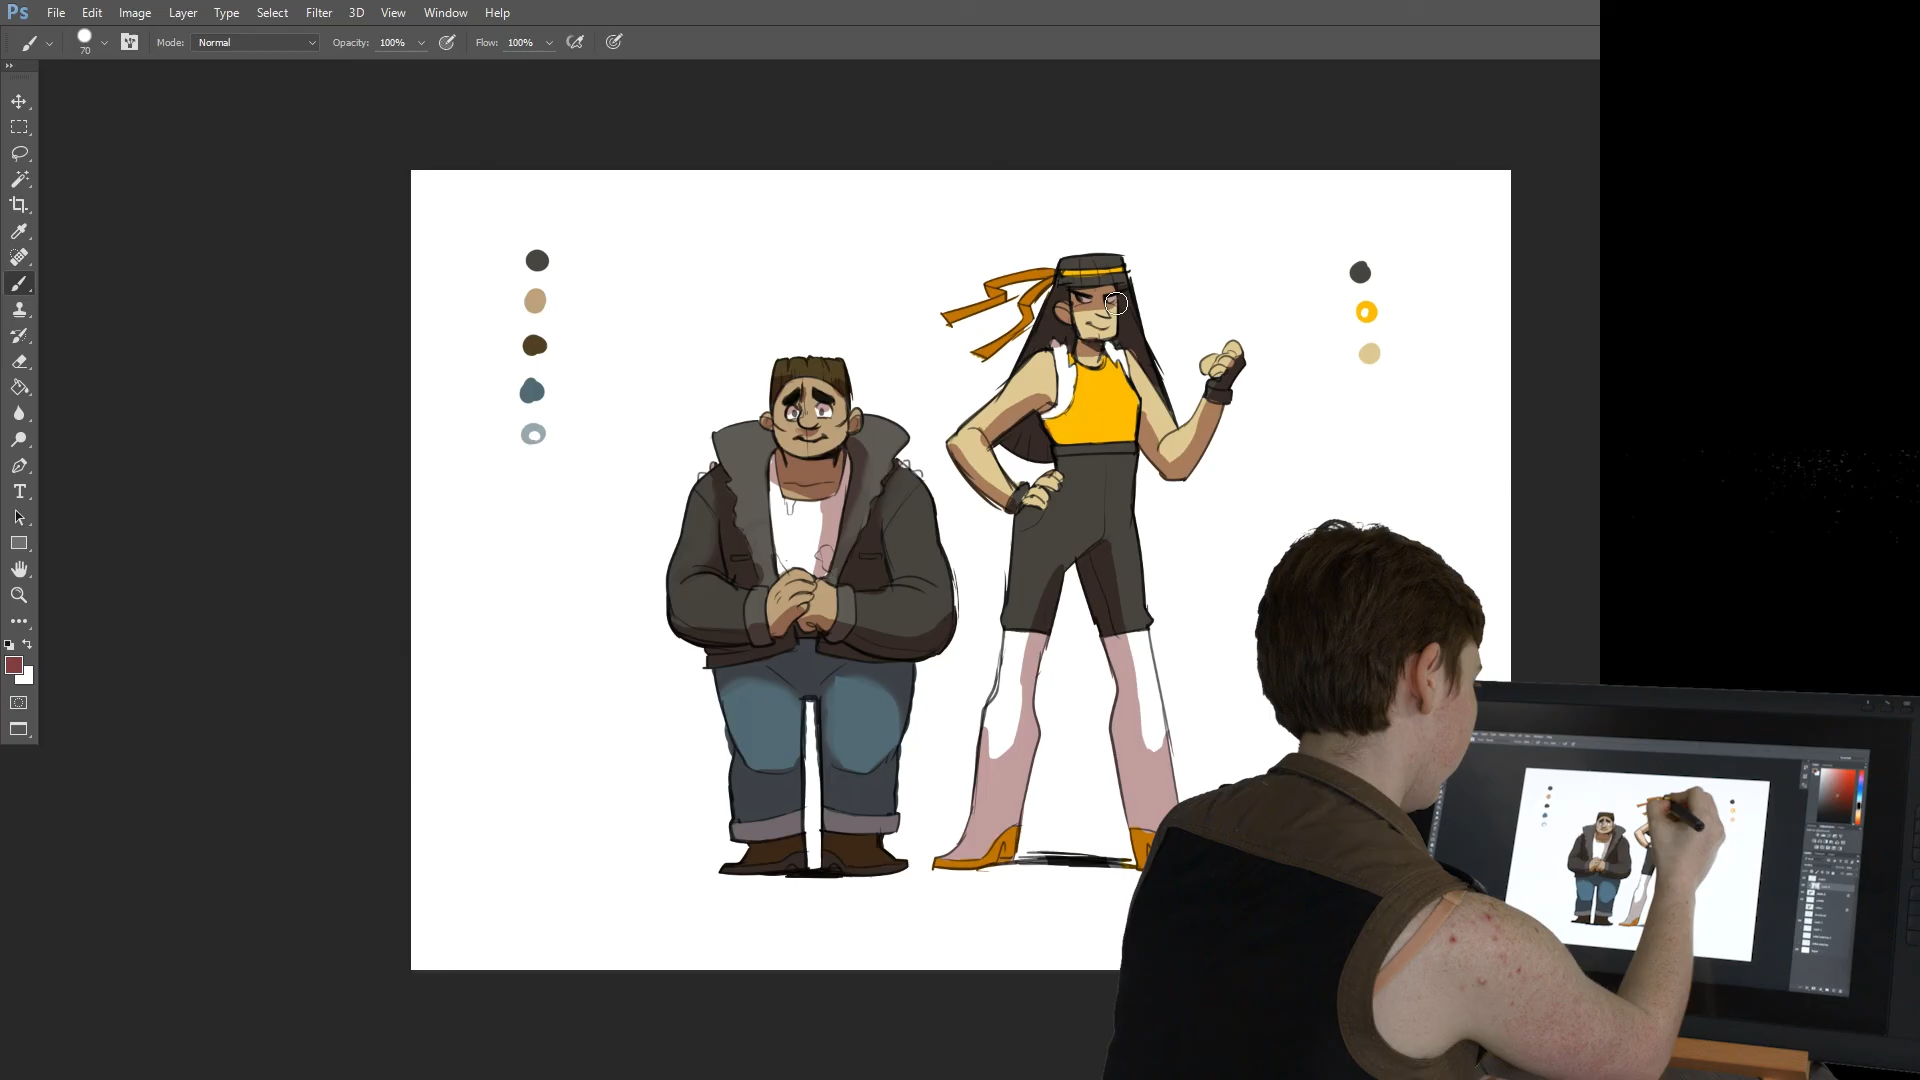 Ps File Edit Image Layer Type Select Filter 3D View Window Help
70 Mode: Normal Opacity: 100% Flow: 100%
T